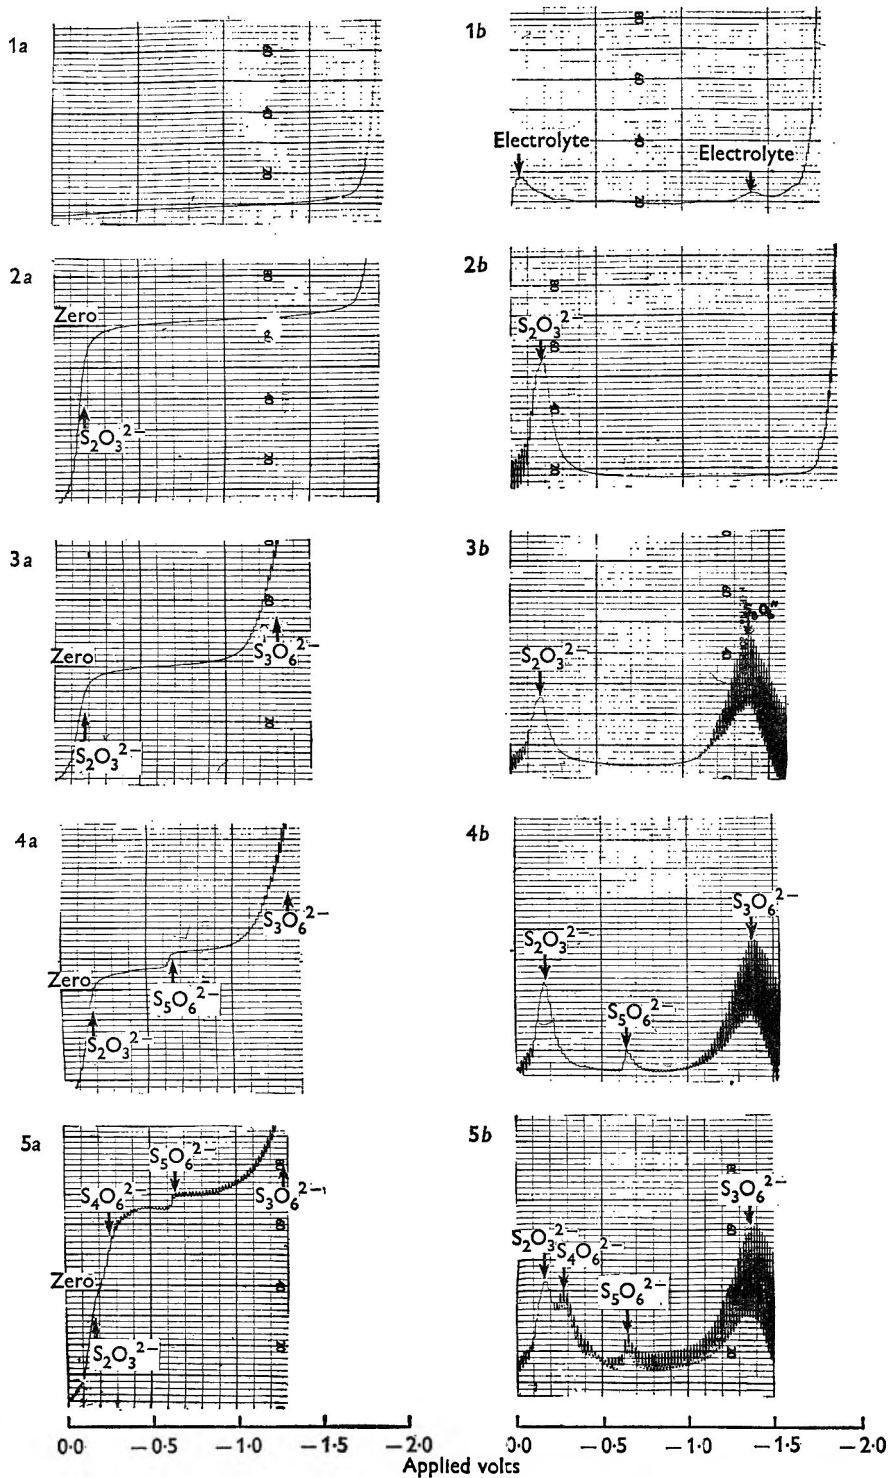 1a
1b
Electrolyte
Electrolyte
2a
Zero
S₂O₃²⁻
2b
S₂O₃²⁻
3a
Zero
S₃O₆²⁻
S₂O₃²⁻
3b
S₂O₃²⁻
4a
S₃O₆²⁻
Zero
S₅O₆²⁻
S₂O₃²⁻
4b
S₃O₆²⁻
S₂O₃²⁻
S₅O₆²⁻
5a
S₅O₆²⁻
S₄O₆²⁻
S₃O₆²⁻
Zero
S₂O₃²⁻
5b
S₃O₆²⁻
S₂O₃²⁻
S₄O₆²⁻
S₅O₆²⁻
0·0 −0·5 −1·0 −1·5 −2·0
0·0 −0·5 −1·0 −1·5 −2·0
Applied volts